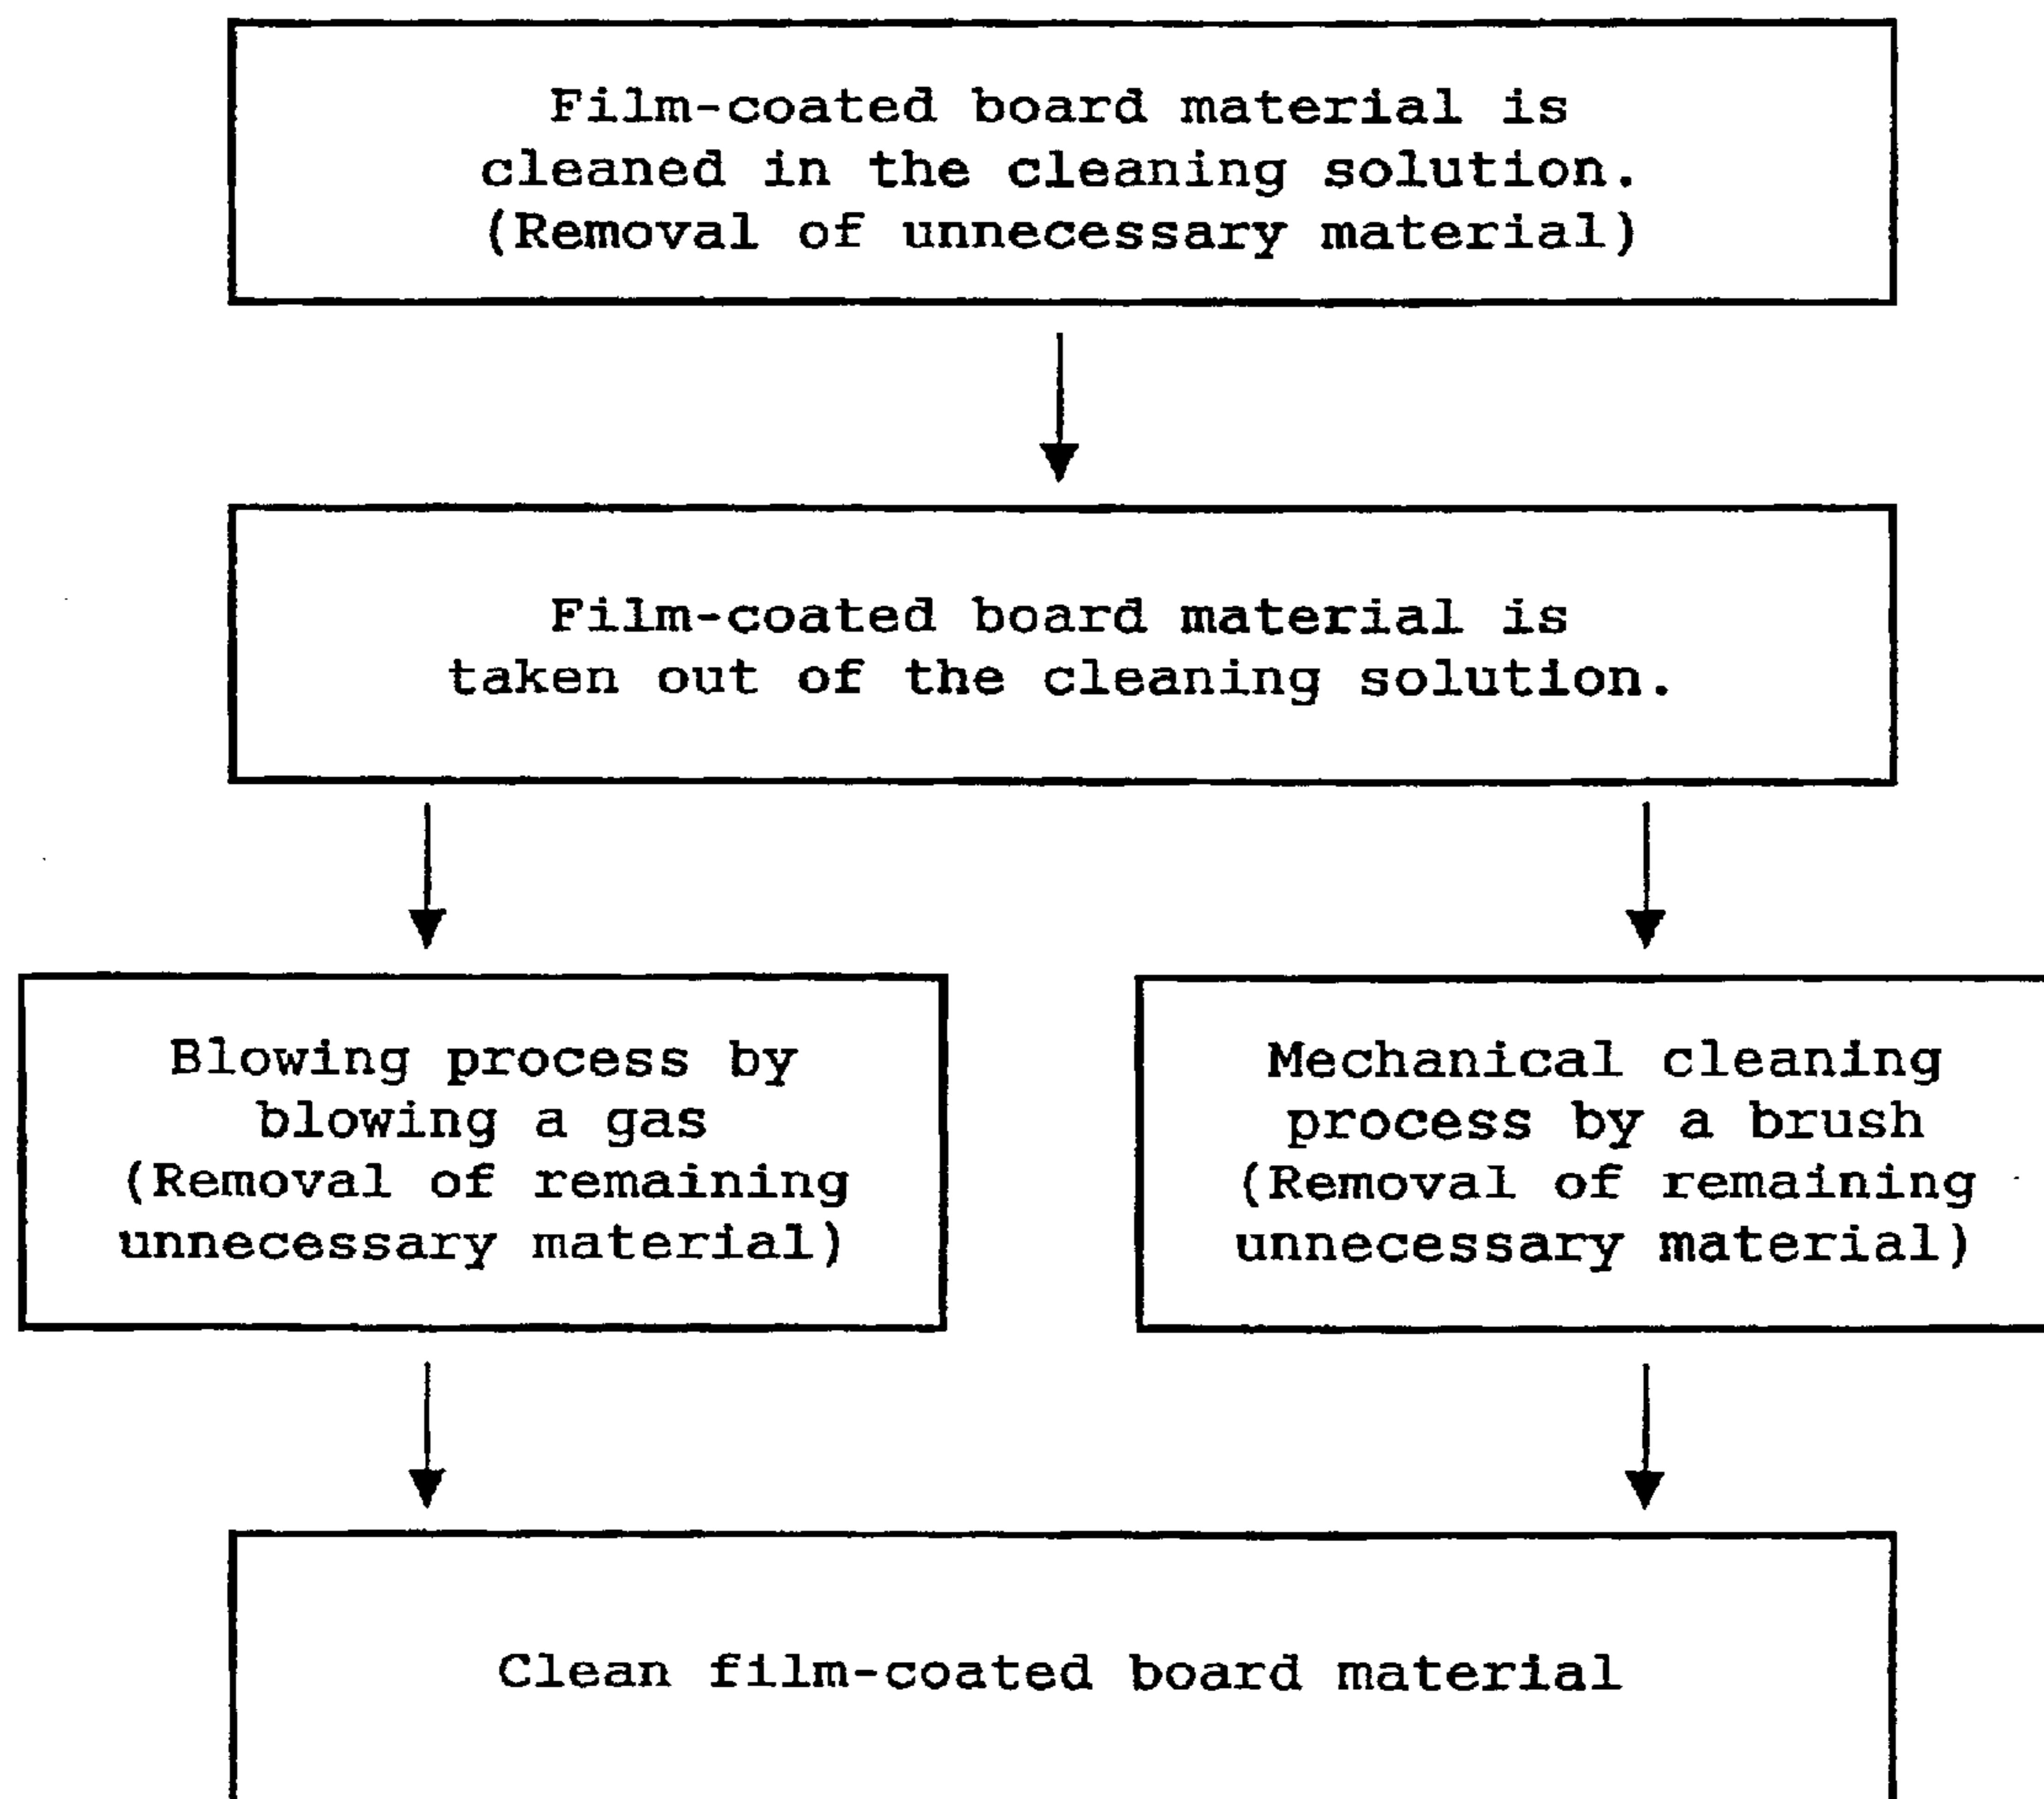 Film-coated board material is
cleaned in the cleaning solution.
(Removal of unnecessary material)
Film-coated board material is
taken out of the cleaning solution.
Blowing process by
blowing a gas
(Removal of remaining
unnecessary material)
Mechanical cleaning
process by a brush
(Removal of remaining
unnecessary material)
Clean film-coated board material